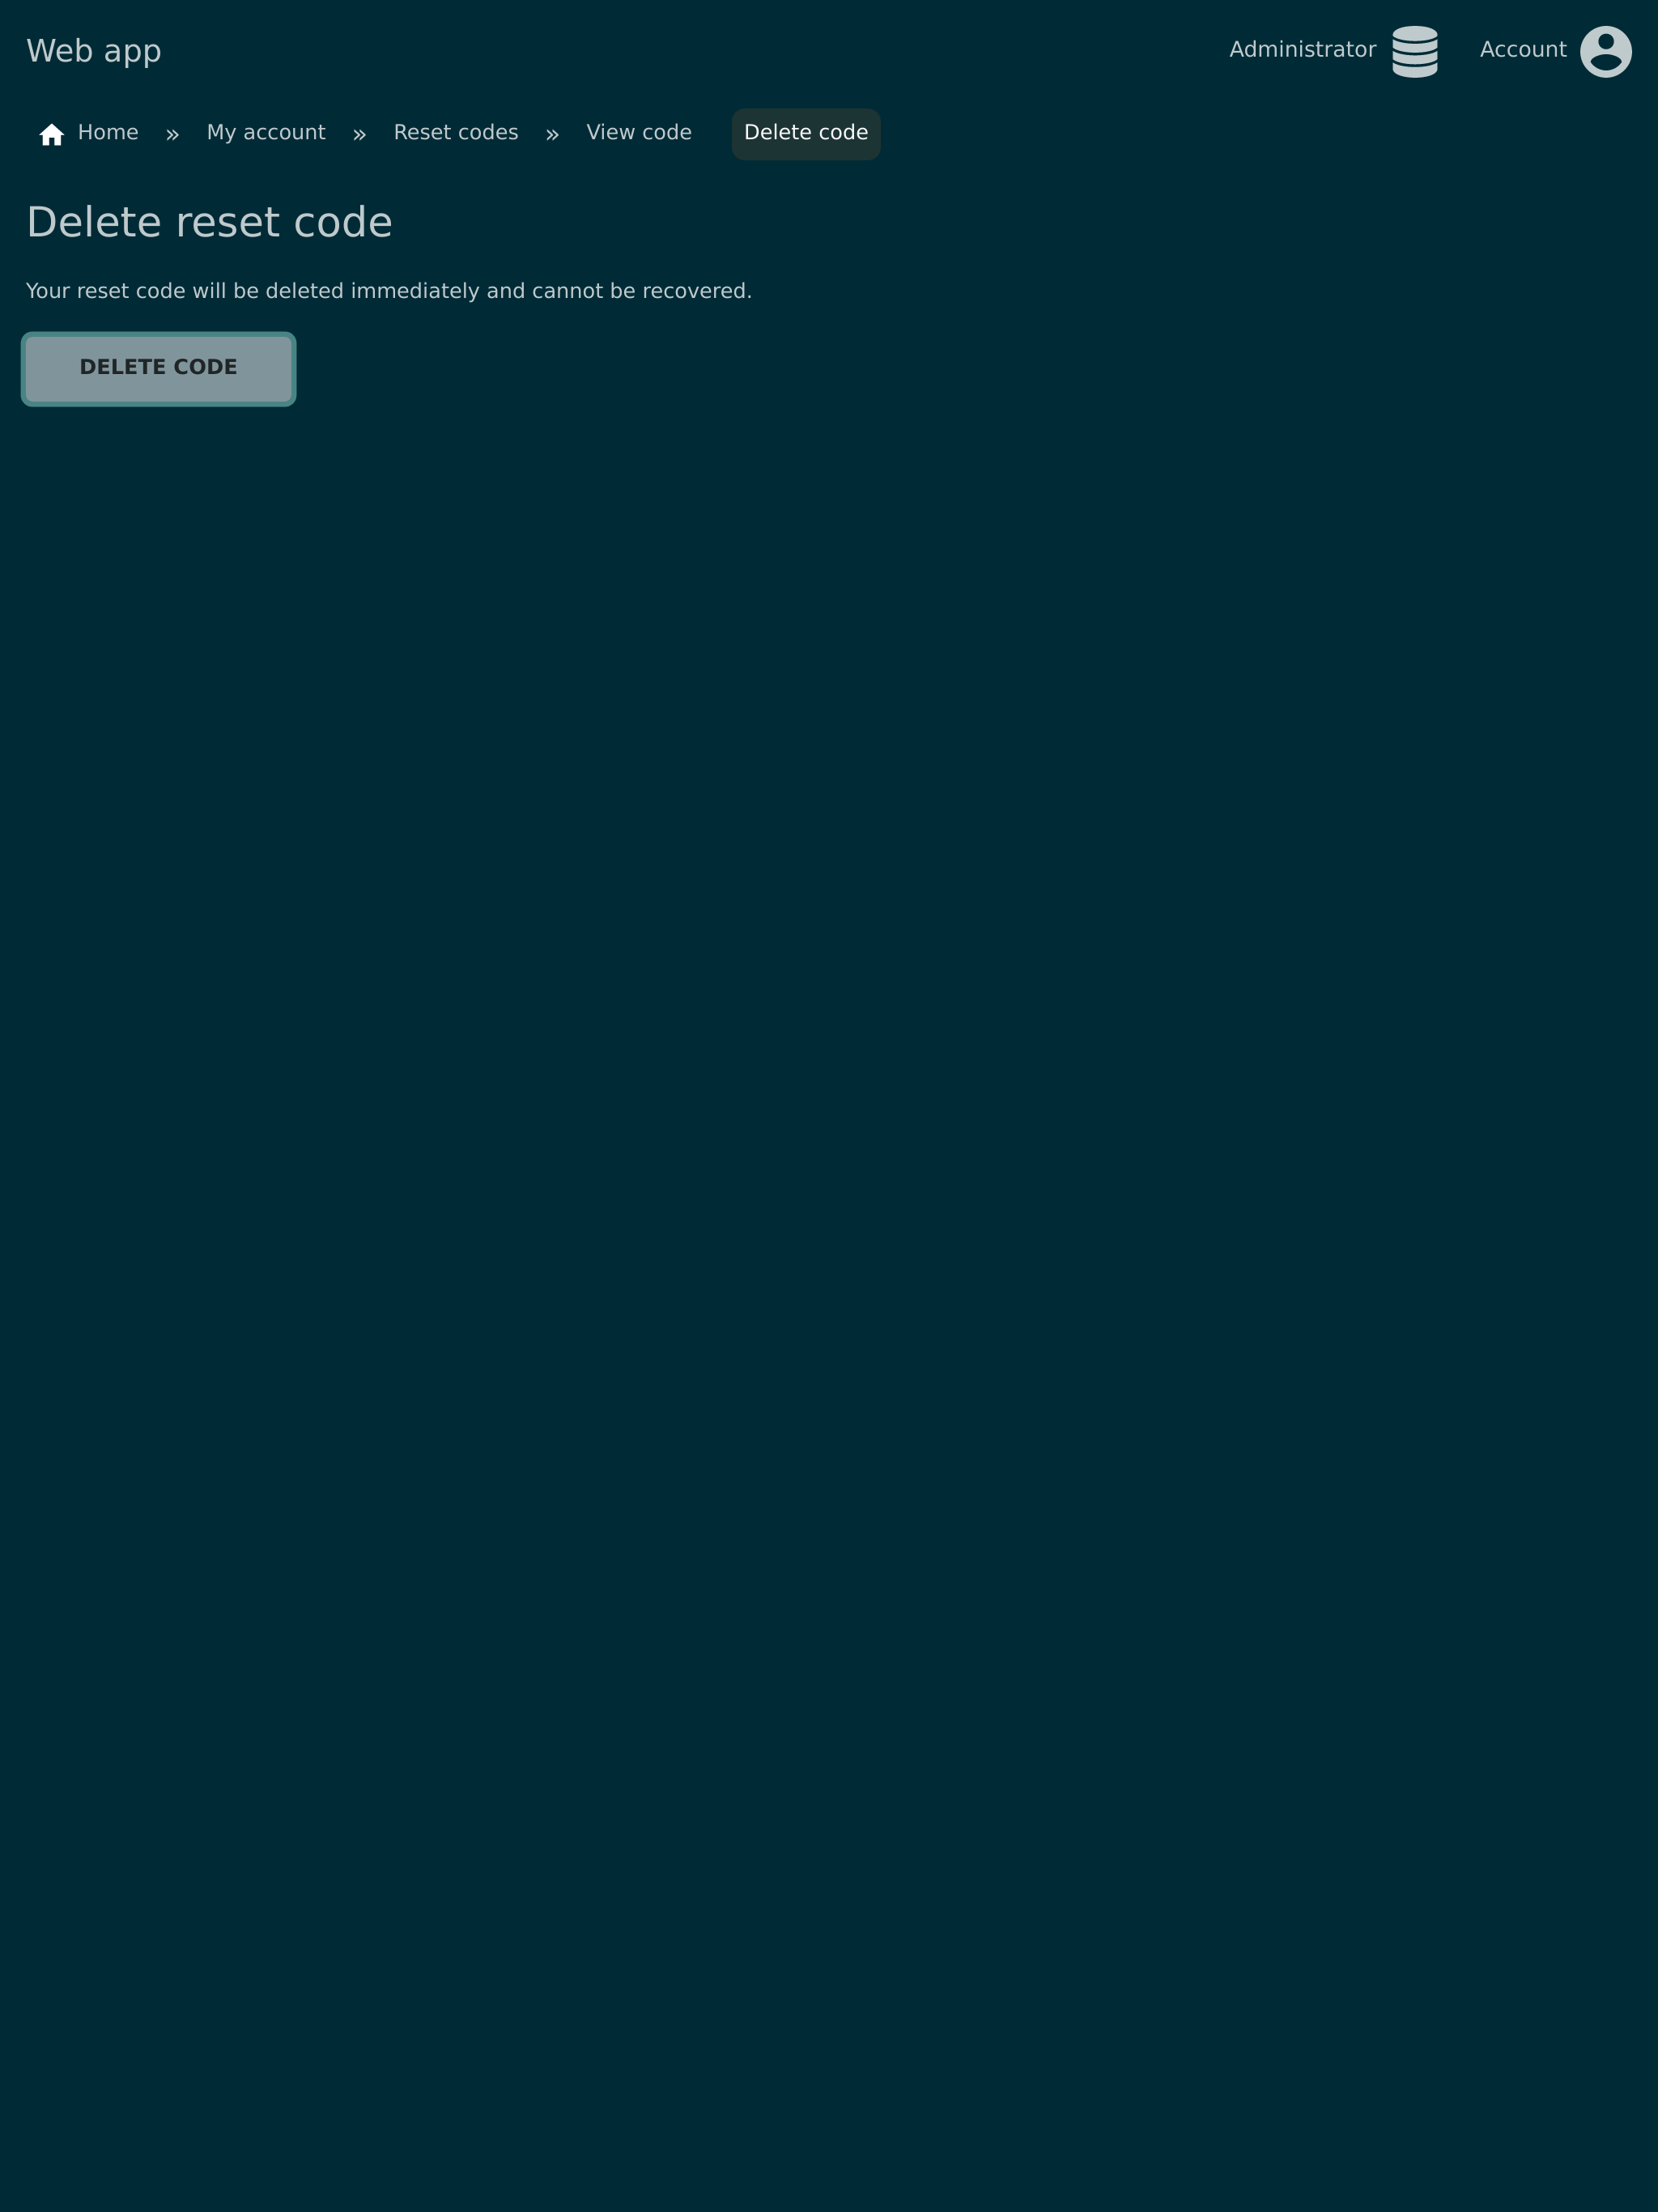 Web app
Administrator
Account
Home » My account » Reset codes » View code Delete code
Delete reset code
Your reset code will be deleted immediately and cannot be recovered.
DELETE CODE